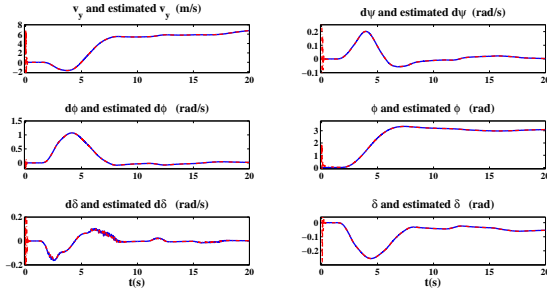 v_y and estimated v_y (m/s)
8
6
4
2
0
−2
0 5 10 15 20
dψ and estimated dψ (rad/s)
0.2
0.1
0
−0.1
0 5 10 15 20
dϕ and estimated dϕ (rad/s)
1.5
1
0.5
0
0 5 10 15 20
ϕ and estimated ϕ (rad)
3
2
1
0
0 5 10 15 20
dδ and estimated dδ (rad/s)
0.2
0
−0.2
0 5 10 15 20
t(s)
δ and estimated δ (rad)
0
−0.1
−0.2
0 5 10 15 20
t(s)